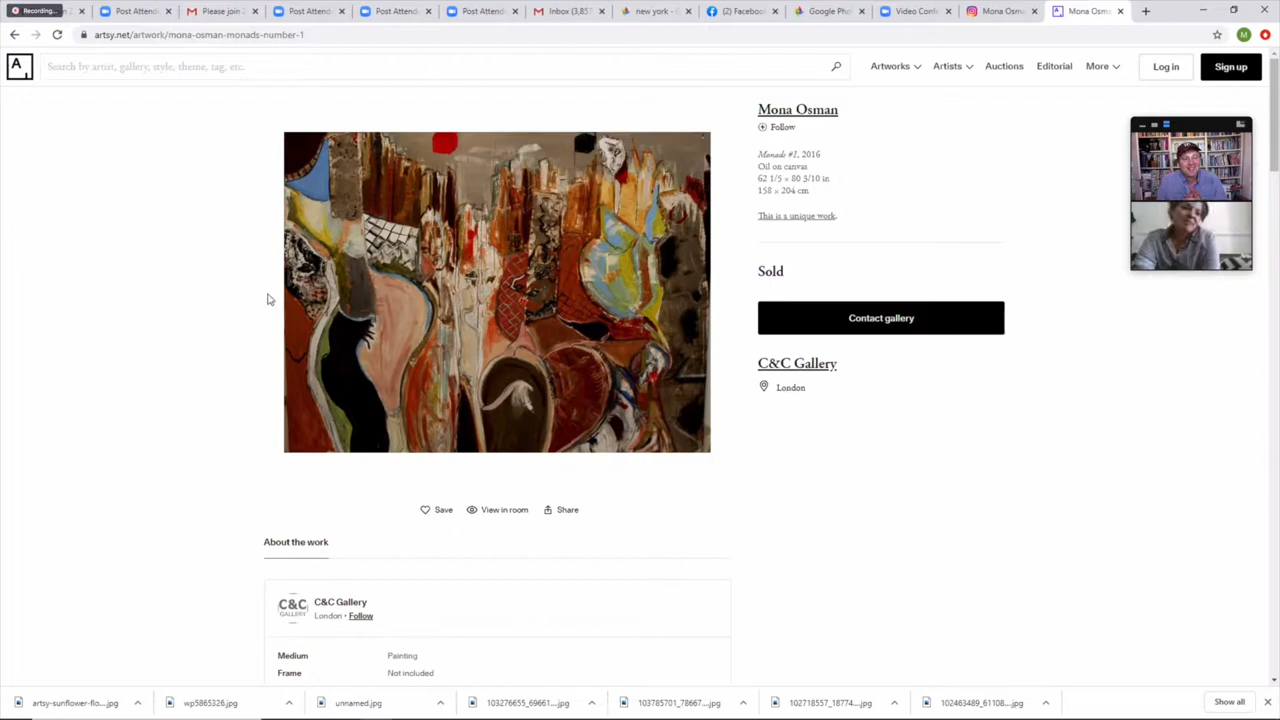 Recording...
Post Attend
Please join Z
Post Attend
Post Attend
Post Attend
Inbox (3,857
new york - G
Facebook
Google Pho
Video Conf
Mona Osm
Mona Osm
artsy.net/artwork/mona-osman-monads-number-1
M
A
Search by artist, gallery, style, theme, tag, etc.
Artworks
Artists
Auctions
Editorial
More
Log in
Sign up
Mona Osman
Follow
Monads #1, 2016
Oil on canvas
62 1/5 × 80 3/10 in
158 × 204 cm
This is a unique work.
Sold
Contact gallery
C&C Gallery
London
Save
View in room
Share
About the work
C&C
GALLERY
C&C Gallery
London • Follow
Medium
Painting
Frame
Not included
artsy-sunflower-flo....jpg
wp5865326.jpg
unnamed.jpg
103276655_69661....jpg
103785701_78667....jpg
102718557_18774....jpg
102463489_61108....jpg
Show all